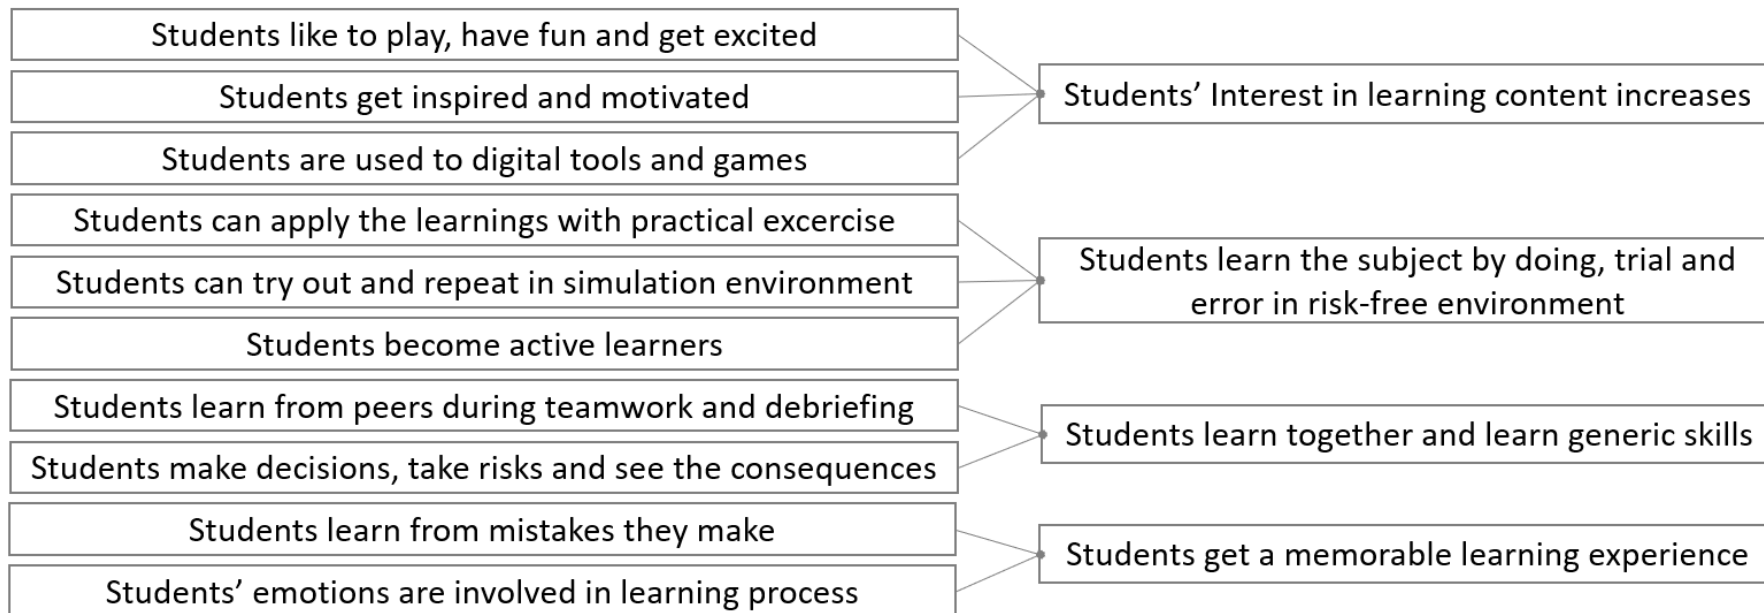 Students like to play, have fun and get excited
Students get inspired and motivated
Students are used to digital tools and games
Students can apply the learnings with practical excercise
Students can try out and repeat in simulation environment
Students become active learners
Students learn from peers during teamwork and debriefing
Students make decisions, take risks and see the consequences
Students learn from mistakes they make
Students’ emotions are involved in learning process
Students’ Interest in learning content increases
Students learn the subject by doing, trial and
error in risk-free environment
Students learn together and learn generic skills
Students get a memorable learning experience